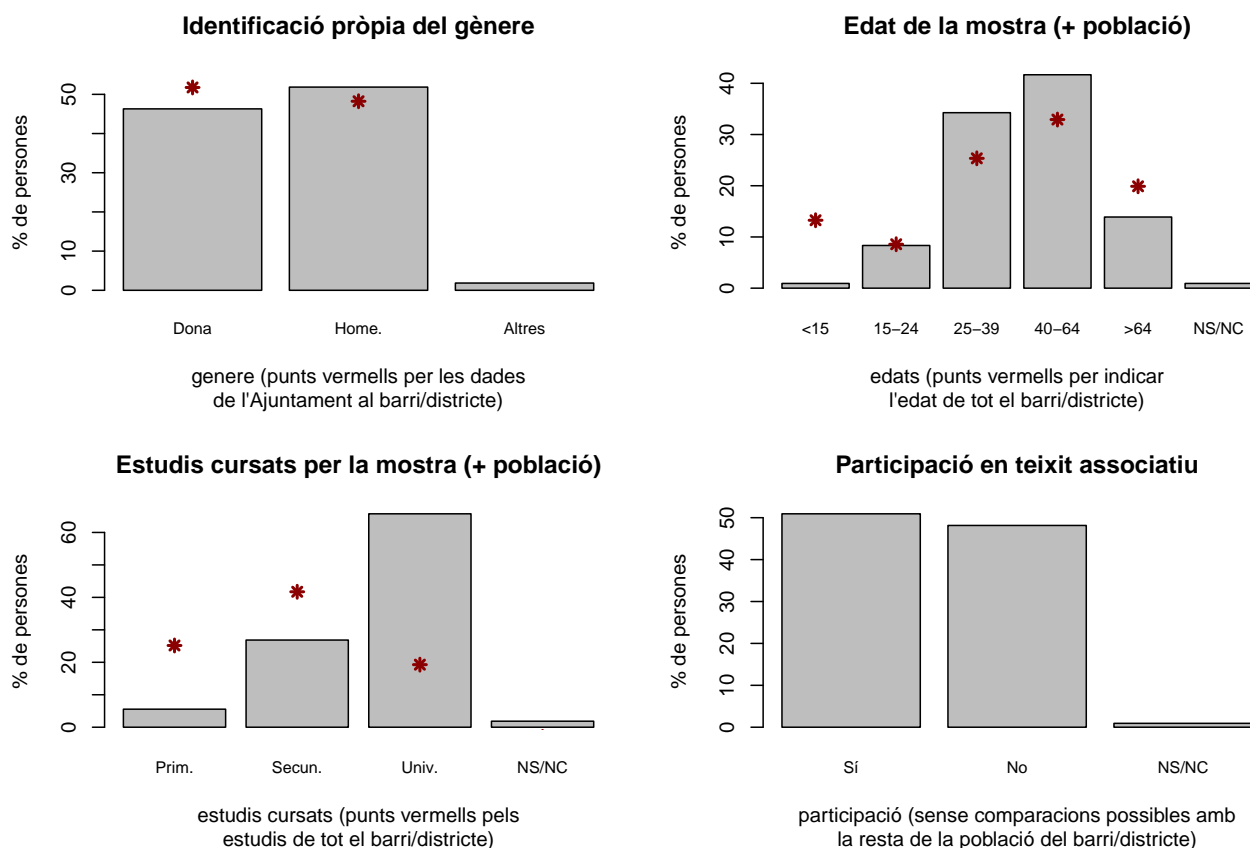 Identificació pròpia del gènere
% de persones
50
30
10
0
Dona Home. Altres
genere (punts vermells per les dades
de l'Ajuntament al barri/districte)
Edat de la mostra (+ població)
% de persones
40
30
20
10
0
<15 15−24 25−39 40−64 >64 NS/NC
edats (punts vermells per indicar
l'edat de tot el barri/districte)
Estudis cursats per la mostra (+ població)
% de persones
60
40
20
0
Prim. Secun. Univ. NS/NC
estudis cursats (punts vermells pels
estudis de tot el barri/districte)
Participació en teixit associatiu
% de persones
50
40
30
20
10
0
Sí No NS/NC
participació (sense comparacions possibles amb
la resta de la població del barri/districte)